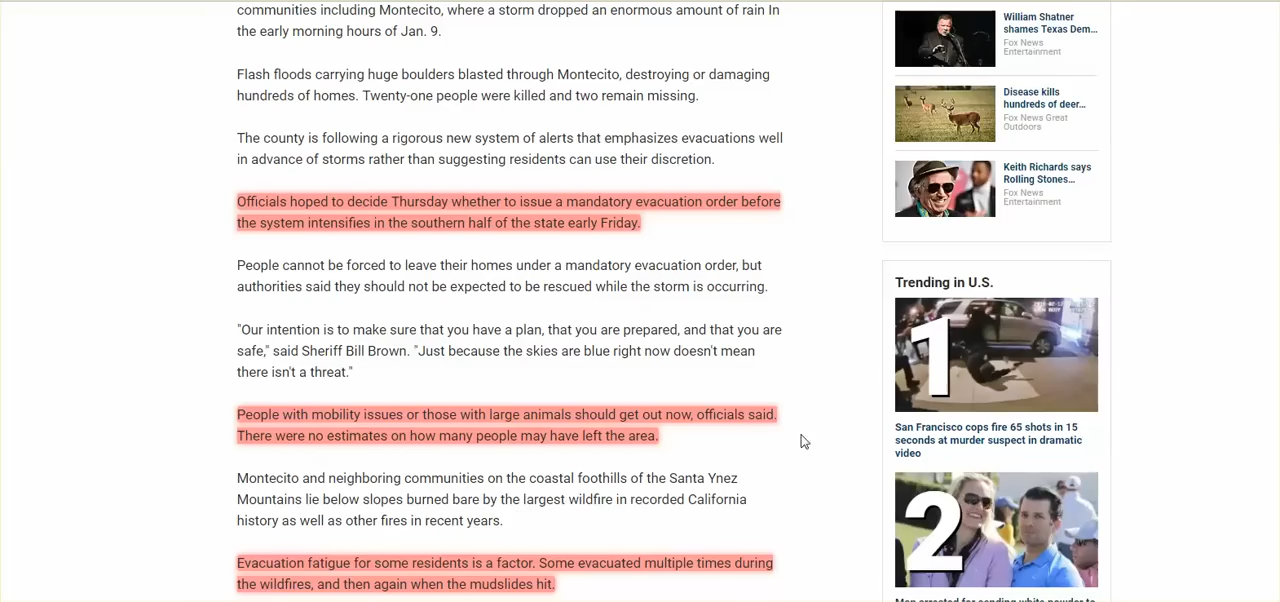 communities including Montecito, where a storm dropped an enormous amount of rain In
the early morning hours of Jan. 9.
Flash floods carrying huge boulders blasted through Montecito, destroying or damaging
hundreds of homes. Twenty-one people were killed and two remain missing.
The county is following a rigorous new system of alerts that emphasizes evacuations well
in advance of storms rather than suggesting residents can use their discretion.
Officials hoped to decide Thursday whether to issue a mandatory evacuation order before
the system intensifies in the southern half of the state early Friday.
People cannot be forced to leave their homes under a mandatory evacuation order, but
authorities said they should not be expected to be rescued while the storm is occurring.
"Our intention is to make sure that you have a plan, that you are prepared, and that you are
safe," said Sheriff Bill Brown. "Just because the skies are blue right now doesn't mean
there isn't a threat."
People with mobility issues or those with large animals should get out now, officials said.
There were no estimates on how many people may have left the area.
Montecito and neighboring communities on the coastal foothills of the Santa Ynez
Mountains lie below slopes burned bare by the largest wildfire in recorded California
history as well as other fires in recent years.
Evacuation fatigue for some residents is a factor. Some evacuated multiple times during
the wildfires, and then again when the mudslides hit.
William Shatner
shames Texas Dem...
Fox News
Entertainment
Disease kills
hundreds of deer...
Fox News Great
Outdoors
Keith Richards says
Rolling Stones...
Fox News
Entertainment
Trending in U.S.
1
San Francisco cops fire 65 shots in 15
seconds at murder suspect in dramatic
video
2
Man arrested for sending white powder to